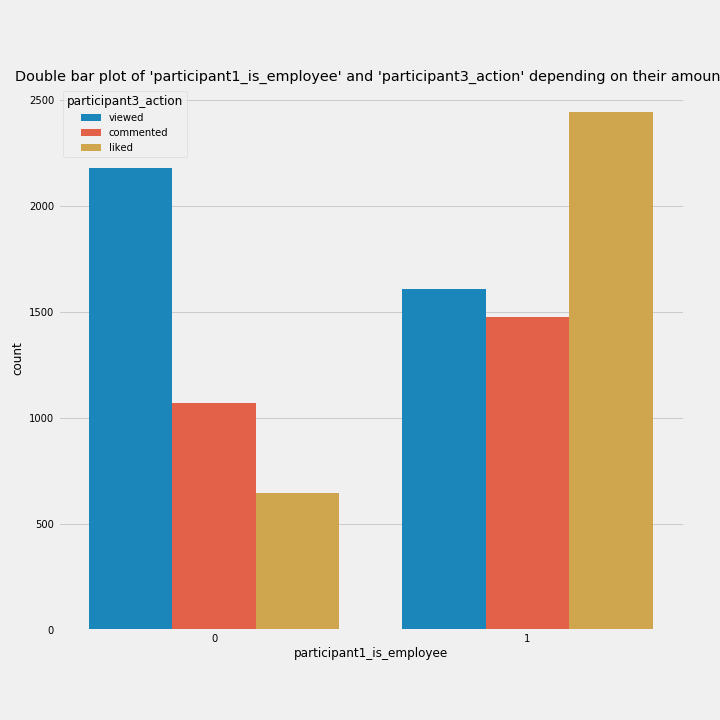 Double bar plot of 'participant1_is_employee' and 'participant3_action' depending on their amoun
participant3_action
viewed
commented
liked
2500
2000
1500
1000
500
0
count
0
1
participant1_is_employee